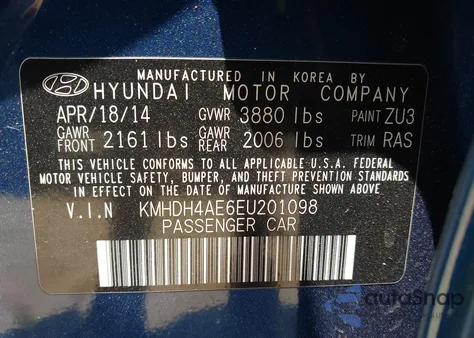 MANUFACTURED IN KOREA BY
HYUNDAI MOTOR COMPANY
APR/18/14 GVWR 3880 lbs PAINT ZU3
GAWR FRONT 2161 lbs GAWR REAR 2006 lbs TRIM RAS
THIS VEHICLE CONFORMS TO ALL APPLICABLE U.S.A. FEDERAL
MOTOR VEHICLE SAFETY, BUMPER, AND THEFT PREVENTION STANDARDS
IN EFFECT ON THE DATE OF MANUFACTURE SHOWN ABOVE.
V.I.N KMHDH4AE6EU201098
PASSENGER CAR
autoSnap